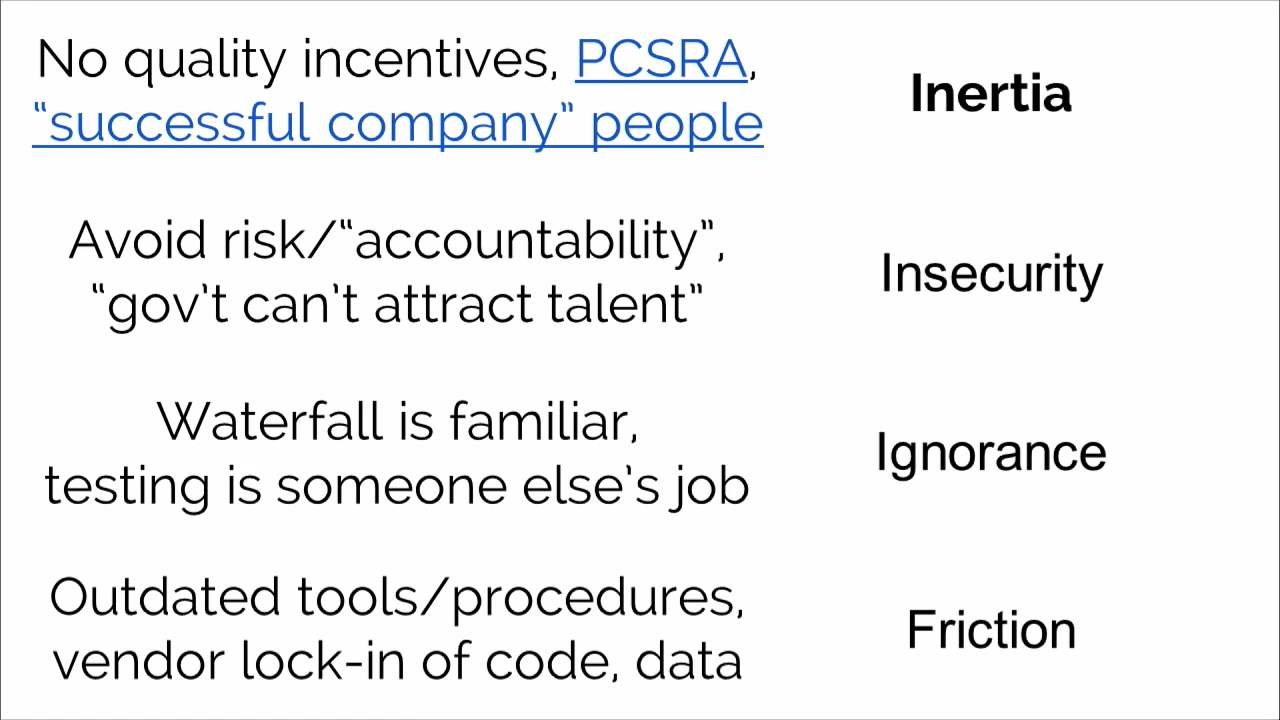 No quality incentives, PCSRA,
“successful company” people
Inertia
Avoid risk/“accountability”,
“gov’t can’t attract talent”
Insecurity
Waterfall is familiar,
testing is someone else’s job
Ignorance
Outdated tools/procedures,
vendor lock-in of code, data
Friction